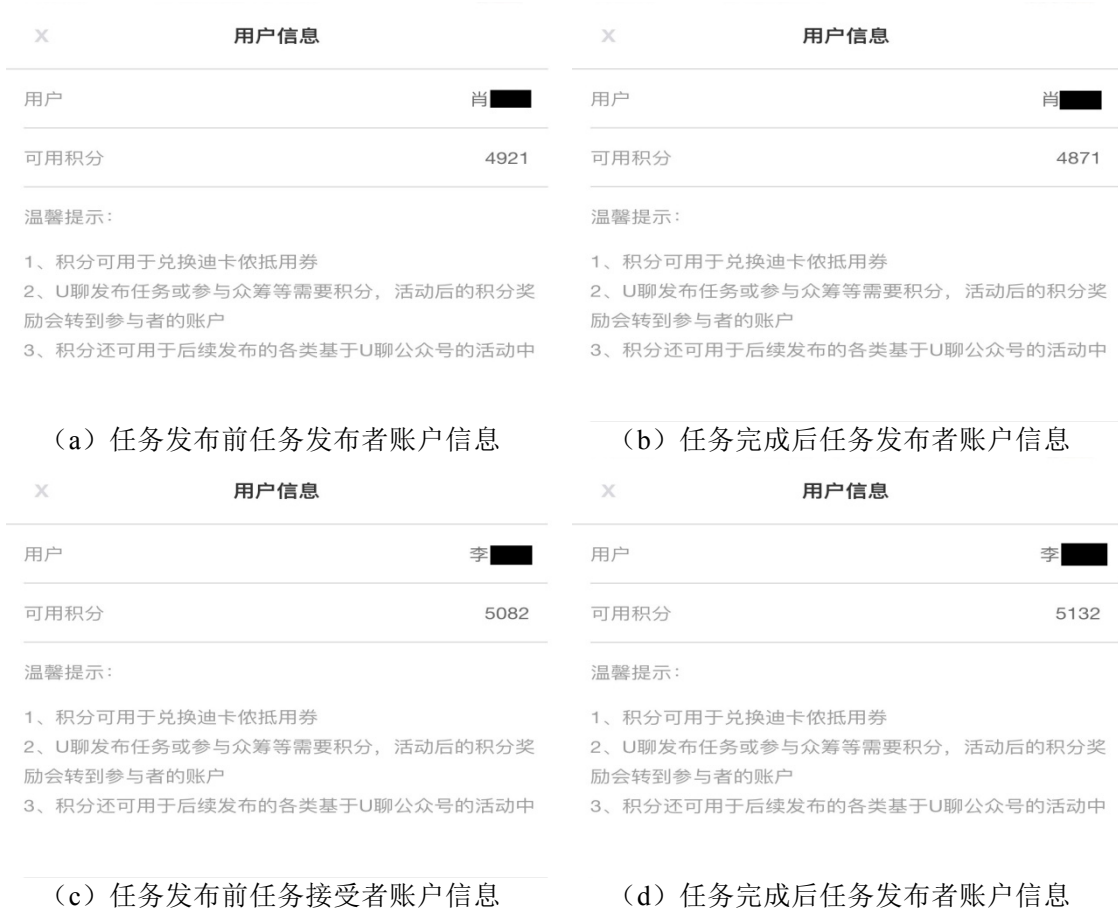 X 用户信息
用户 肖
可用积分 4921
温馨提示：
1、积分可用于兑换迪卡侬抵用券
2、U聊发布任务或参与众筹等需要积分，活动后的积分奖
励会转到参与者的账户
3、积分还可用于后续发布的各类基于U聊公众号的活动中
（a）任务发布前任务发布者账户信息
X 用户信息
用户 肖
可用积分 4871
温馨提示：
1、积分可用于兑换迪卡侬抵用券
2、U聊发布任务或参与众筹等需要积分，活动后的积分奖
励会转到参与者的账户
3、积分还可用于后续发布的各类基于U聊公众号的活动中
（b）任务完成后任务发布者账户信息
X 用户信息
用户 李
可用积分 5082
温馨提示：
1、积分可用于兑换迪卡侬抵用券
2、U聊发布任务或参与众筹等需要积分，活动后的积分奖
励会转到参与者的账户
3、积分还可用于后续发布的各类基于U聊公众号的活动中
（c）任务发布前任务接受者账户信息
X 用户信息
用户 李
可用积分 5132
温馨提示：
1、积分可用于兑换迪卡侬抵用券
2、U聊发布任务或参与众筹等需要积分，活动后的积分奖
励会转到参与者的账户
3、积分还可用于后续发布的各类基于U聊公众号的活动中
（d）任务完成后任务发布者账户信息